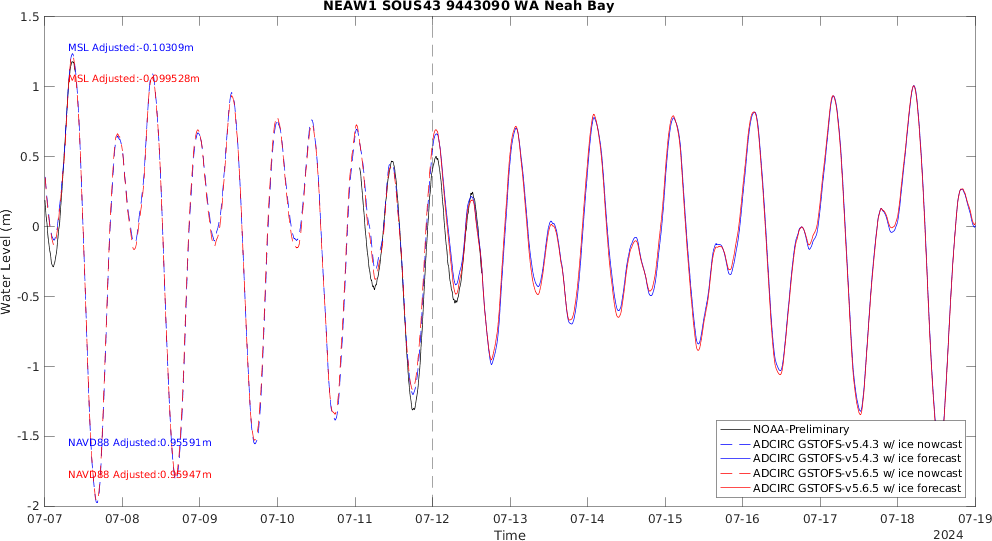 NEAW1 SOUS43 9443090 WA Neah Bay
1.5
1
0.5
0
-0.5
-1
-1.5
-2
Water Level (m)
MSL Adjusted:-0.10309m
MSL Adjusted:-0.099528m
NAVD88 Adjusted:0.95591m
NAVD88 Adjusted:0.95947m
NOAA-Preliminary
ADCIRC GSTOFS-v5.4.3 w/ ice nowcast
ADCIRC GSTOFS-v5.4.3 w/ ice forecast
ADCIRC GSTOFS-v5.6.5 w/ ice nowcast
ADCIRC GSTOFS-v5.6.5 w/ ice forecast
07-07 07-08 07-09 07-10 07-11 07-12 07-13 07-14 07-15 07-16 07-17 07-18 07-19
Time
2024